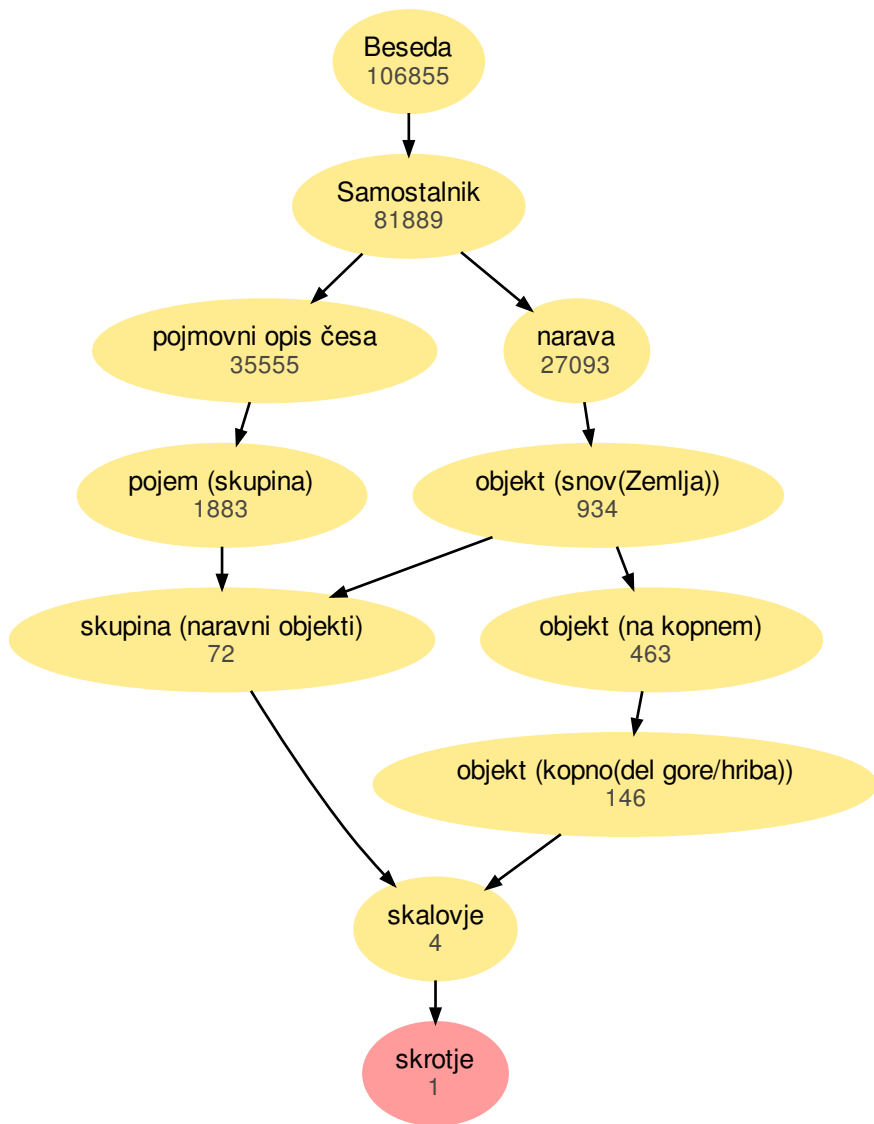 Beseda
106855
Samostalnik
81889
pojmovni opis česa
35555
narava
27093
pojem (skupina)
1883
objekt (snov(Zemlja))
934
skupina (naravni objekti)
72
objekt (na kopnem)
463
objekt (kopno(del gore/hriba))
146
skalovje
4
skrotje
1